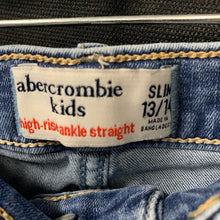 abercrombie
kids
high-rise ankle straight
SLIM
13/14
MADE IN
BANGLADESH